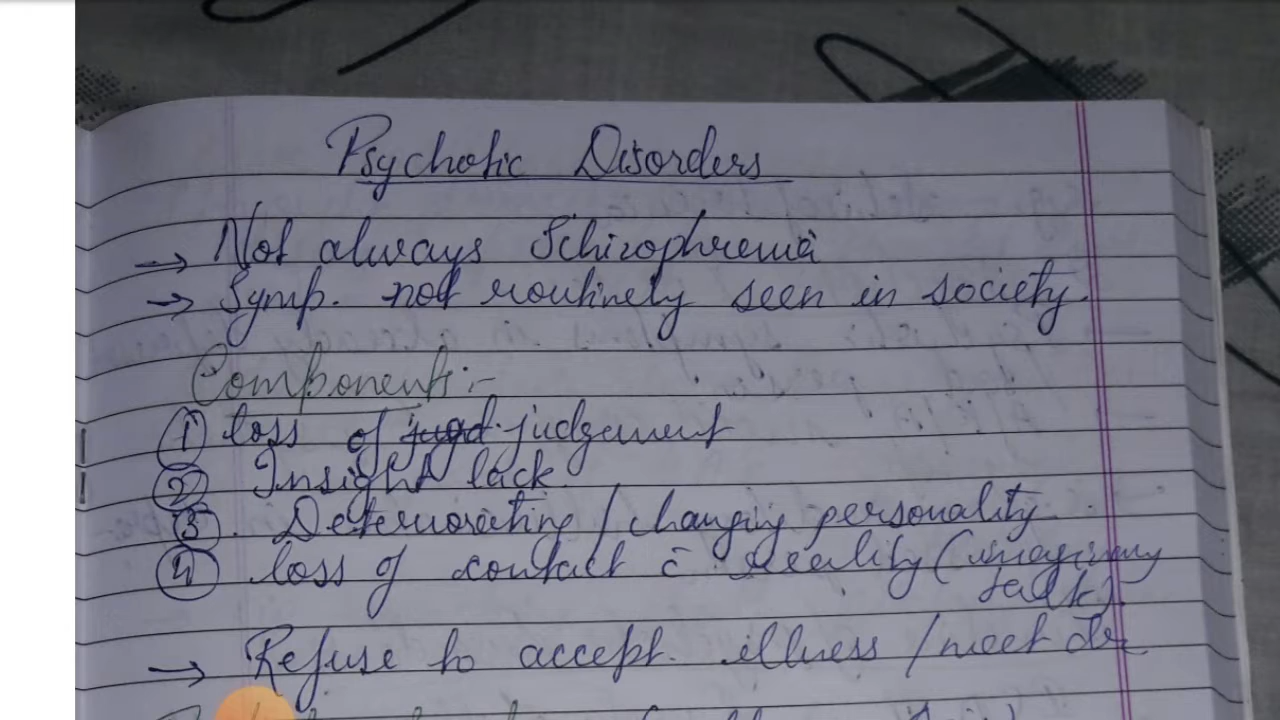 Psychotic Disorders
→ Not always Schizophrenia
→ Symp. not routinely seen in society.
Components:-
① loss of judgement
② Insight lack
③. Deteriorating / changing personality
④ loss of contact c̄ reality (imaginary
talk).
→ Refuse to accept. illness / meet dr